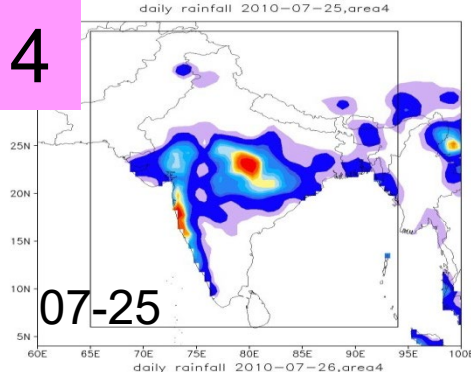 daily rainfall 2010-07-25,area4
4
25N
20N
15N
10N
5N
07-25
60E 65E 70E 75E 80E 85E 90E 95E 100E
daily rainfall 2010-07-26,area4